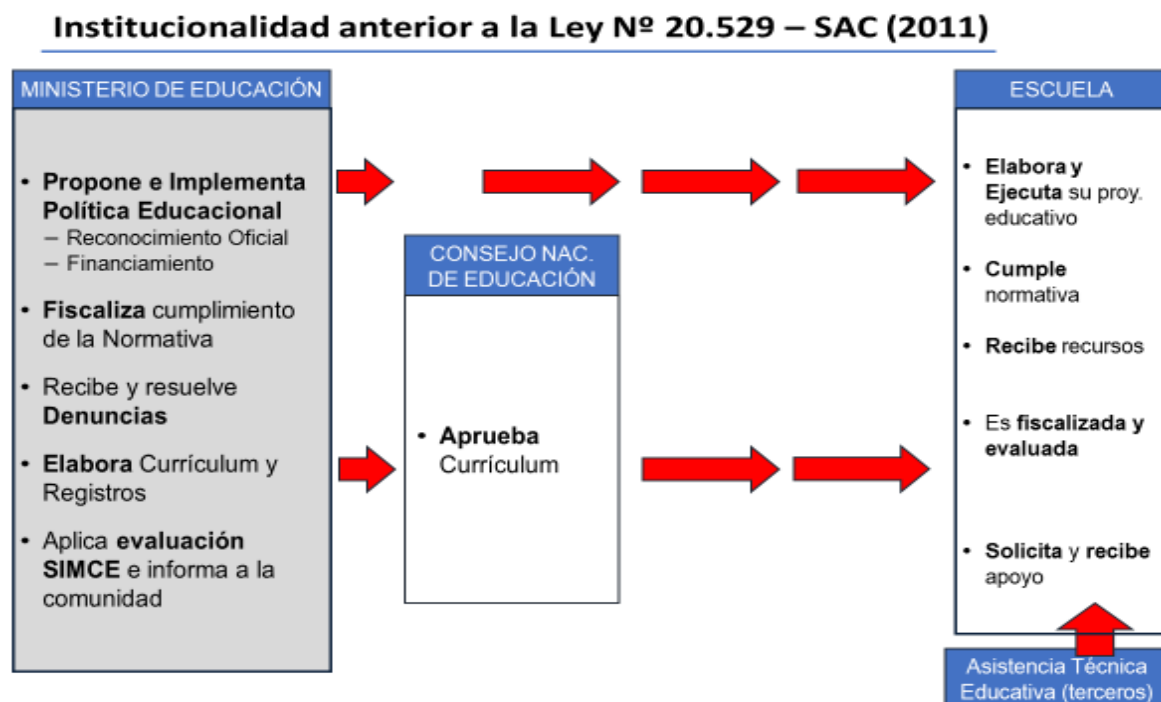 Institucionalidad anterior a la Ley Nº 20.529 – SAC (2011)
MINISTERIO DE EDUCACIÓN
• Propone e Implementa
Política Educacional
– Reconocimiento Oficial
– Financiamiento
• Fiscaliza cumplimiento
de la Normativa
• Recibe y resuelve
Denuncias
• Elabora Currículum y
Registros
• Aplica evaluación
SIMCE e informa a la
comunidad
CONSEJO NAC.
DE EDUCACIÓN
• Aprueba
Currículum
ESCUELA
• Elabora y
Ejecuta su proy.
educativo
• Cumple
normativa
• Recibe recursos
• Es fiscalizada y
evaluada
• Solicita y recibe
apoyo
Asistencia Técnica
Educativa (terceros)